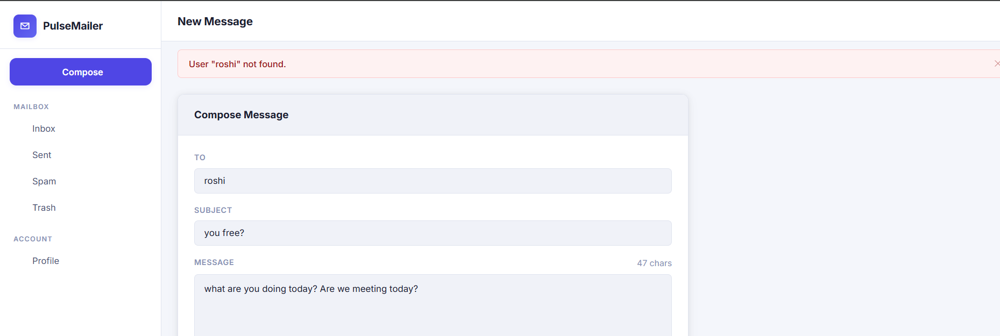 PulseMailer
New Message
Compose
User "roshi" not found.
MAILBOX
Inbox
Sent
Spam
Trash
ACCOUNT
Profile
Compose Message
TO
roshi
SUBJECT
you free?
MESSAGE
47 chars
what are you doing today? Are we meeting today?